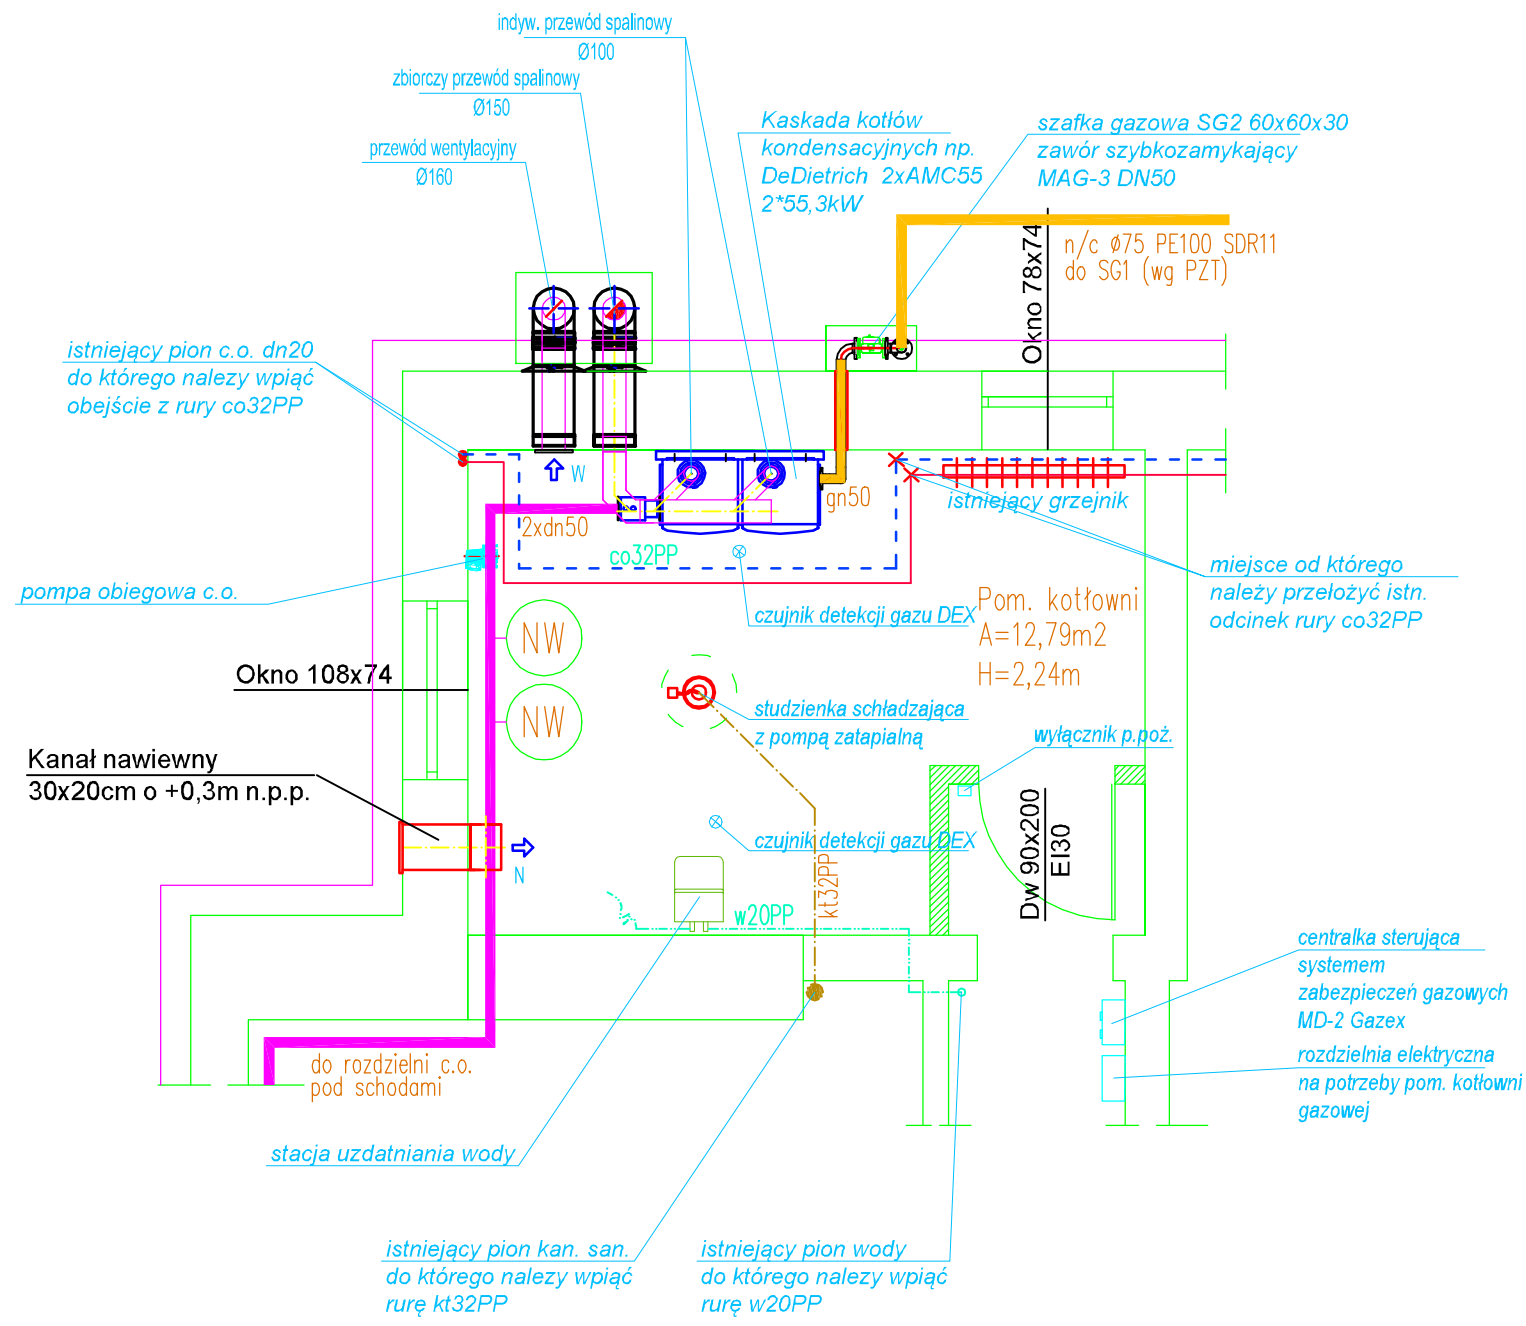 indyw. przewód spalinowy
Ø100
zbiorczy przewód spalinowy
Ø150
przewód wentylacyjny
Ø160
Kaskada kotłów
kondensacyjnych np.
DeDietrich 2xAMC55
2*55,3kW
szafka gazowa SG2 60x60x30
zawór szybkozamykający
MAG-3 DN50
n/c Ø75 PE100 SDR11
do SG1 (wg PZT)
Okno 78x74
istniejący pion c.o. dn20
do którego nalezy wpiąć
obejście z rury co32PP
W
gn50
istniejący grzejnik
2xdn50
co32PP
pompa obiegowa c.o.
miejsce od którego
należy przełożyć istn.
odcinek rury co32PP
czujnik detekcji gazu DEX
Pom. kotłowni
A=12,79m2
H=2,24m
NW
NW
Okno 108x74
studzienka schładzająca
z pompą zatapialną
wyłącznik p.poż.
Kanał nawiewny
30x20cm o +0,3m n.p.p.
N
czujnik detekcji gazu DEX
kt32PP
Dw 90x200
EI30
w20PP
centralka sterująca
systemem
zabezpieczeń gazowych
MD-2 Gazex
rozdzielnia elektryczna
na potrzeby pom. kotłowni
gazowej
do rozdzielni c.o.
pod schodami
stacja uzdatniania wody
istniejący pion kan. san.
do którego nalezy wpiąć
rurę kt32PP
istniejący pion wody
do którego nalezy wpiąć
rurę w20PP